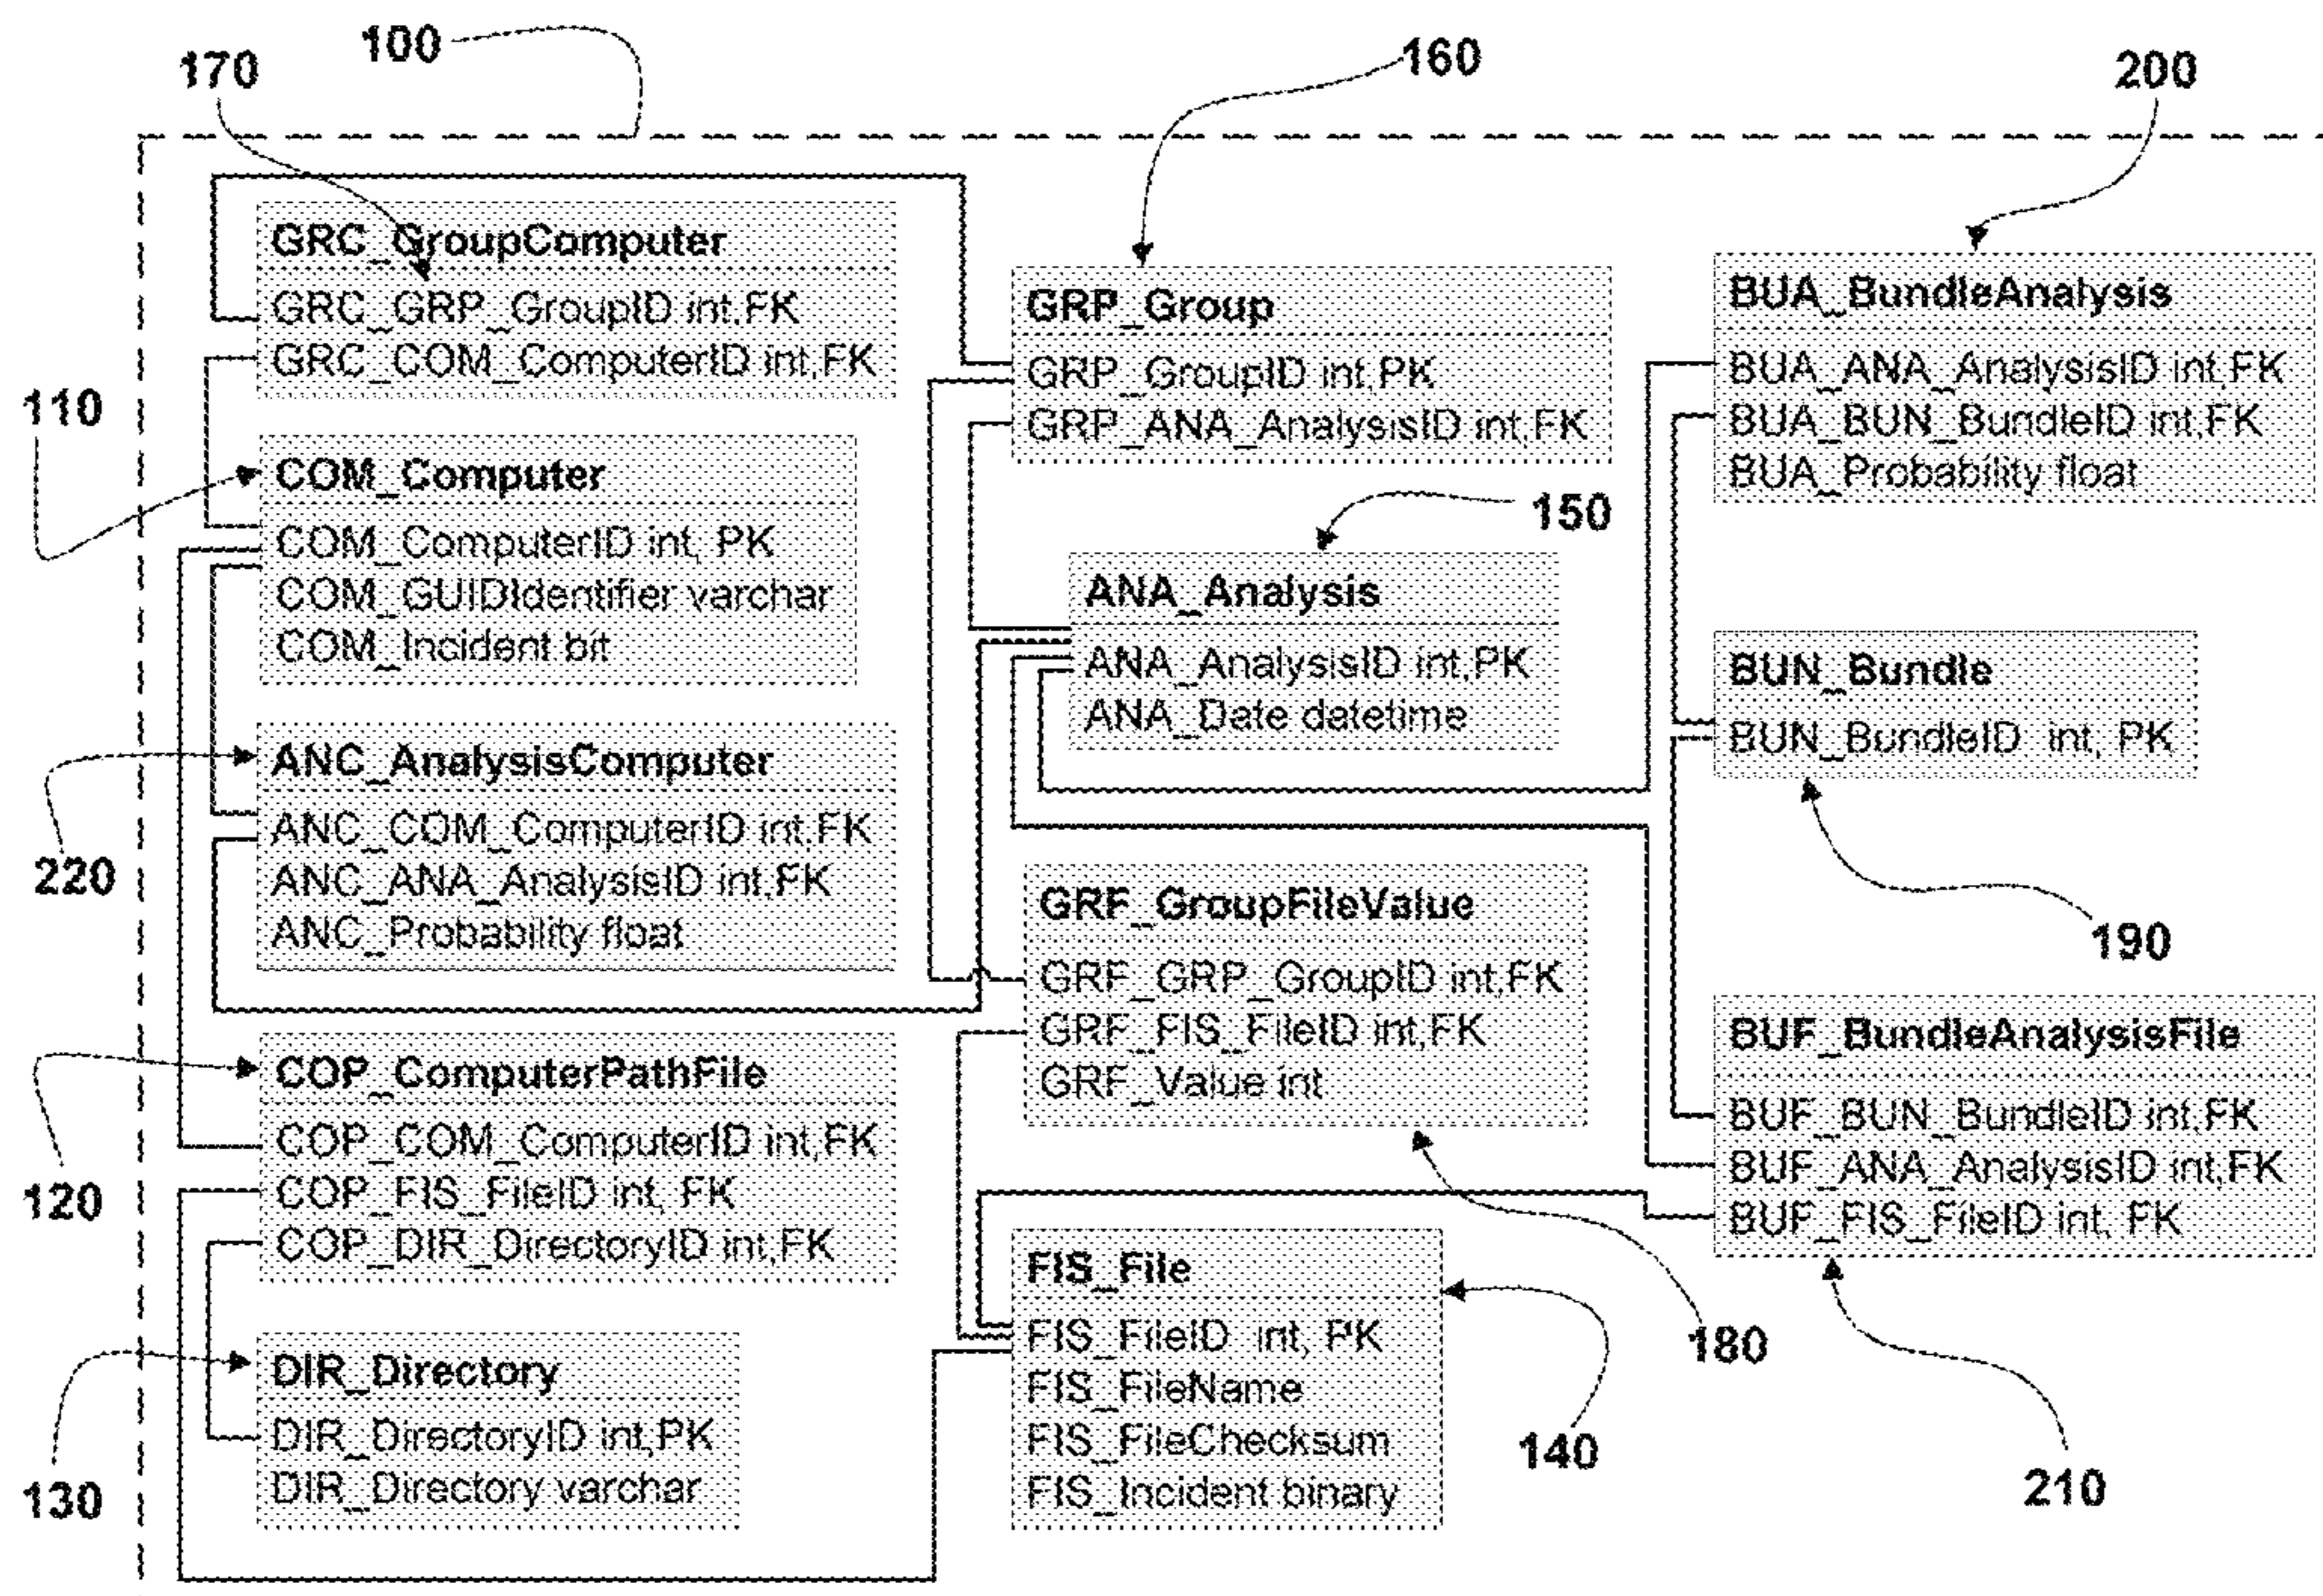 100
170
160
200
GRC_GroupComputer
GRC_GRP_GroupID int,FK
GRC_COM_ComputerID int,FK
GRP_Group
GRP_GroupID int,PK
GRP_ANA_AnalysisID int,FK
BUA_BundleAnalysis
BUA_ANA_AnalysisID int,FK
BUA_BUN_BundleID int,FK
BUA_Probability float
110
COM_Computer
COM_ComputerID int, PK
COM_GUIDIdentifier varchar
COM_Incident bit
150
ANA_Analysis
ANA_AnalysisID int,PK
ANA_Date datetime
BUN_Bundle
BUN_BundleID int, PK
190
220
ANC_AnalysisComputer
ANC_COM_ComputerID int,FK
ANC_ANA_AnalysisID int,FK
ANC_Probability float
GRF_GroupFileValue
GRF_GRP_GroupID int,FK
GRF_FIS_FileID int,FK
GRF_Value int
180
BUF_BundleAnalysisFile
BUF_BUN_BundleID int,FK
BUF_ANA_AnalysisID int,FK
BUF_FIS_FileID int, FK
210
120
COP_ComputerPathFile
COP_COM_ComputerID int,FK
COP_FIS_FileID int, FK
COP_DIR_DirectoryID int,FK
FIS_File
FIS_FileID int, PK
FIS_FileName
FIS_FileChecksum
FIS_Incident binary
140
130
DIR_Directory
DIR_DirectoryID int,PK
DIR_Directory varchar